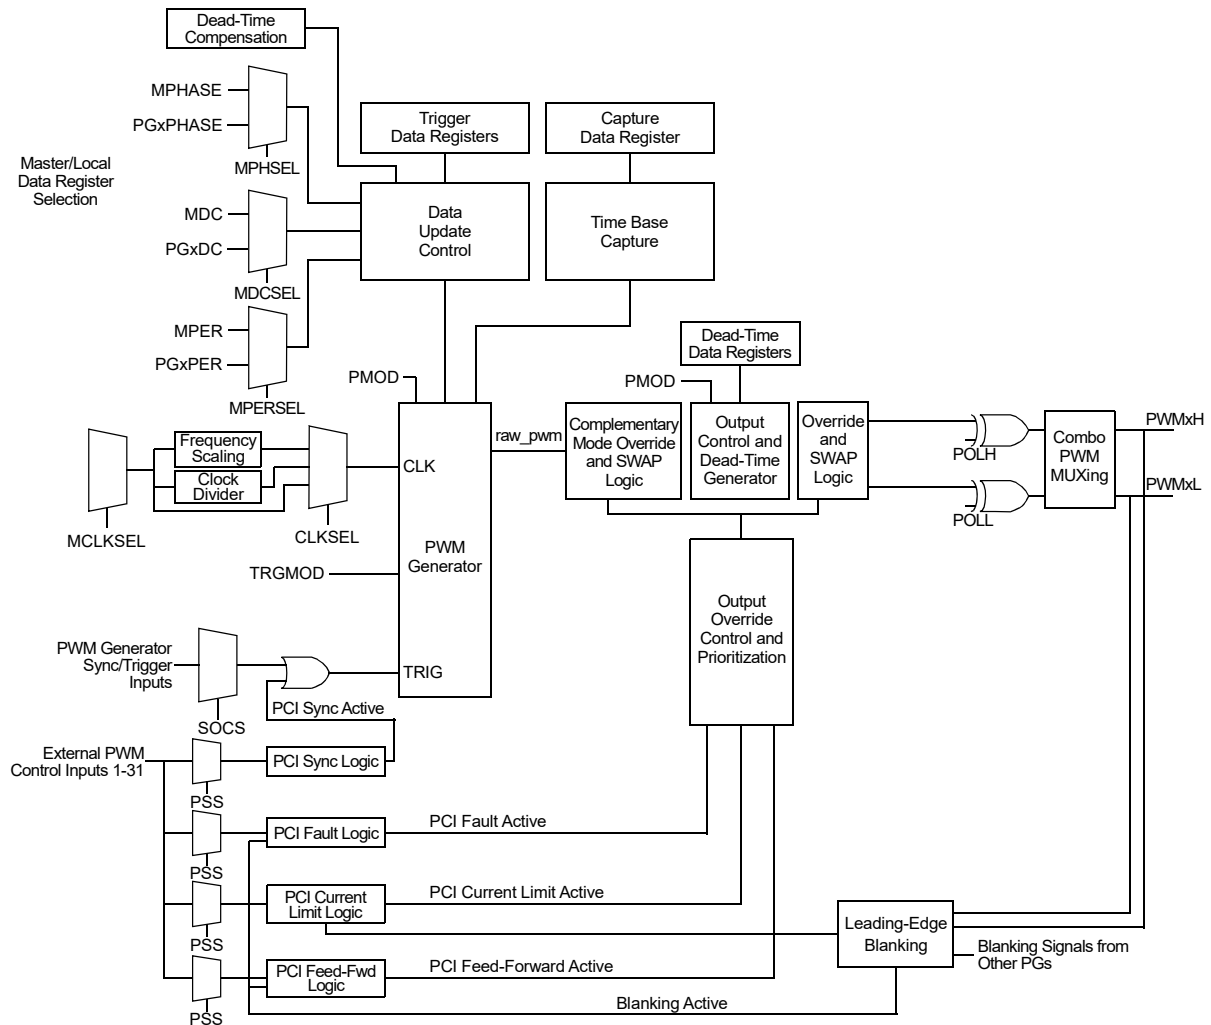 Dead-Time
Compensation
MPHASE
PGxPHASE
MPHSEL
Master/Local
Data Register
Selection
MDC
PGxDC
MDCSEL
MPER
PGxPER
MPERSEL
Trigger
Data Registers
Capture
Data Register
Data
Update
Control
Time Base
Capture
Dead-Time
Data Registers
PMOD
PMOD
Frequency
Scaling
Clock
Divider
MCLKSEL
CLKSEL
CLK
PWM
Generator
TRGMOD
TRIG
raw_pwm
Complementary
Mode Override
and SWAP
Logic
Output
Control and
Dead-Time
Generator
Override
and
SWAP
Logic
POLH
POLL
Combo
PWM
MUXing
PWMxH
PWMxL
Output
Override
Control and
Prioritization
PWM Generator
Sync/Trigger
Inputs
SOCS
PCI Sync Active
External PWM
Control Inputs 1-31
PSS
PCI Sync Logic
PSS
PCI Fault Logic
PCI Fault Active
PSS
PCI Current
Limit Logic
PCI Current Limit Active
PSS
PCI Feed-Fwd
Logic
PCI Feed-Forward Active
Leading-Edge
Blanking
Blanking Signals from
Other PGs
Blanking Active